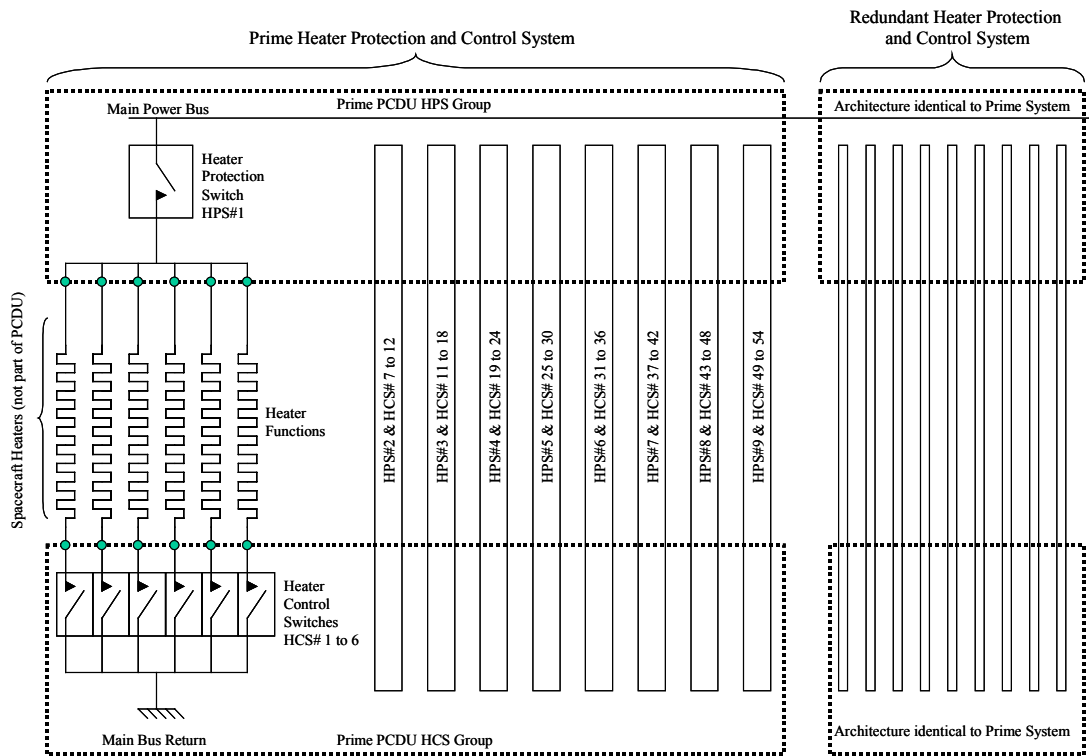 Prime Heater Protection and Control System
Redundant Heater Protection
and Control System
Main Power Bus
Prime PCDU HPS Group
Architecture identical to Prime System
Heater
Protection
Switch
HPS#1
Spacecraft Heaters (not part of PCDU)
Heater
Functions
HPS#2 & HCS# 7 to 12
HPS#3 & HCS# 11 to 18
HPS#4 & HCS# 19 to 24
HPS#5 & HCS# 25 to 30
HPS#6 & HCS# 31 to 36
HPS#7 & HCS# 37 to 42
HPS#8 & HCS# 43 to 48
HPS#9 & HCS# 49 to 54
Heater
Control
Switches
HCS# 1 to 6
Main Bus Return
Prime PCDU HCS Group
Architecture identical to Prime System